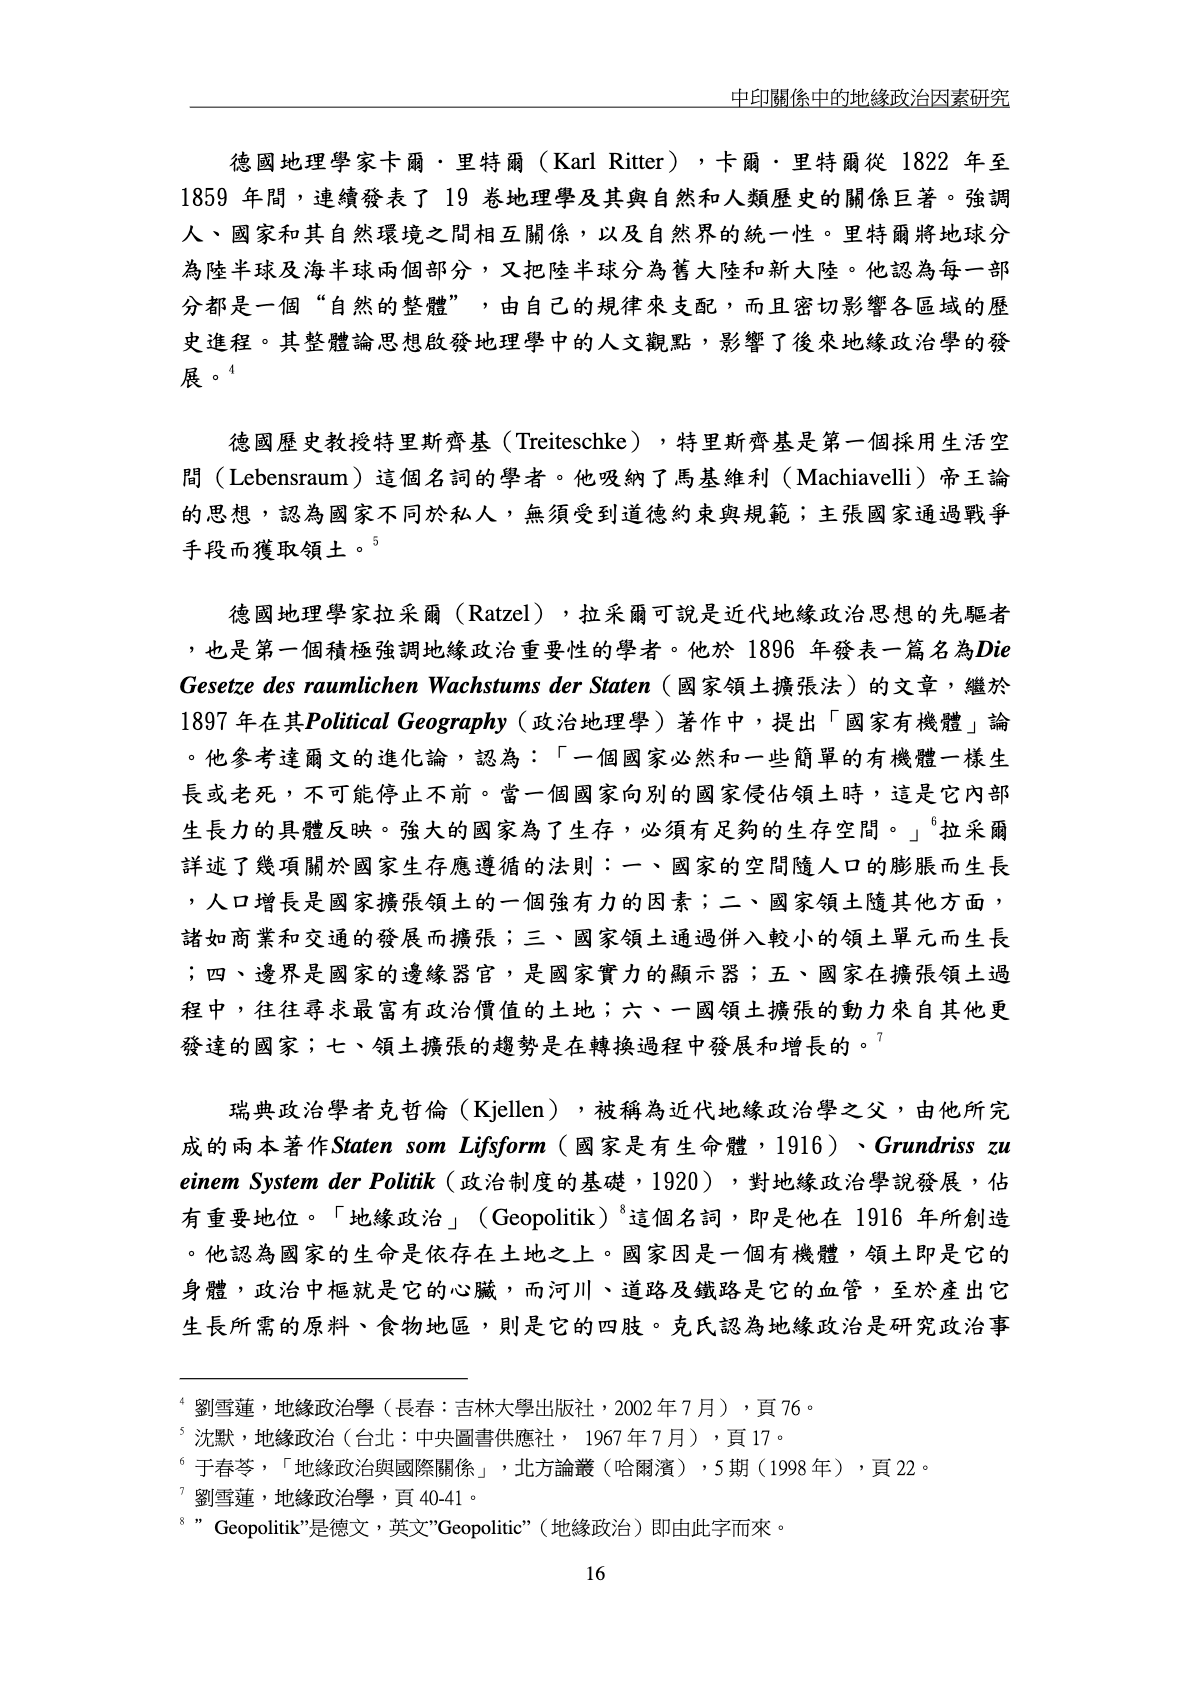 中印關係中的地緣政治因素研究
德國地理學家卡爾．里特爾（Karl Ritter），卡爾．里特爾從 1822 年至
1859 年間，連續發表了 19 卷地理學及其與自然和人類歷史的關係巨著。強調
人、國家和其自然環境之間相互關係，以及自然界的統一性。里特爾將地球分
為陸半球及海半球兩個部分，又把陸半球分為舊大陸和新大陸。他認為每一部
分都是一個“自然的整體”，由自己的規律來支配，而且密切影響各區域的歷
史進程。其整體論思想啟發地理學中的人文觀點，影響了後來地緣政治學的發
展。4
德國歷史教授特里斯齊基（Treiteschke），特里斯齊基是第一個採用生活空
間（Lebensraum）這個名詞的學者。他吸納了馬基維利（Machiavelli）帝王論
的思想，認為國家不同於私人，無須受到道德約束與規範；主張國家通過戰爭
手段而獲取領土。5
德國地理學家拉采爾（Ratzel），拉采爾可說是近代地緣政治思想的先驅者
，也是第一個積極強調地緣政治重要性的學者。他於 1896 年發表一篇名為Die
Gesetze des raumlichen Wachstums der Staten（國家領土擴張法）的文章，繼於
1897 年在其Political Geography（政治地理學）著作中，提出「國家有機體」論
。他參考達爾文的進化論，認為：「一個國家必然和一些簡單的有機體一樣生
長或老死，不可能停止不前。當一個國家向別的國家侵佔領土時，這是它內部
生長力的具體反映。強大的國家為了生存，必須有足夠的生存空間。」6拉采爾
詳述了幾項關於國家生存應遵循的法則：一、國家的空間隨人口的膨脹而生長
，人口增長是國家擴張領土的一個強有力的因素；二、國家領土隨其他方面，
諸如商業和交通的發展而擴張；三、國家領土通過併入較小的領土單元而生長
；四、邊界是國家的邊緣器官，是國家實力的顯示器；五、國家在擴張領土過
程中，往往尋求最富有政治價值的土地；六、一國領土擴張的動力來自其他更
發達的國家；七、領土擴張的趨勢是在轉換過程中發展和增長的。7
瑞典政治學者克哲倫（Kjellen），被稱為近代地緣政治學之父，由他所完
成的兩本著作Staten som Lifsform（國家是有生命體，1916）、Grundriss zu
einem System der Politik（政治制度的基礎，1920），對地緣政治學說發展，佔
有重要地位。「地緣政治」（Geopolitik）8這個名詞，即是他在 1916 年所創造
。他認為國家的生命是依存在土地之上。國家因是一個有機體，領土即是它的
身體，政治中樞就是它的心臟，而河川、道路及鐵路是它的血管，至於產出它
生長所需的原料、食物地區，則是它的四肢。克氏認為地緣政治是研究政治事
4 劉雪蓮，地緣政治學（長春：吉林大學出版社，2002 年 7 月），頁 76。
5 沈默，地緣政治（台北：中央圖書供應社， 1967 年 7 月），頁 17。
6 于春苓，「地緣政治與國際關係」，北方論叢（哈爾濱），5 期（1998 年），頁 22。
7 劉雪蓮，地緣政治學，頁 40-41。
8 ”Geopolitik”是德文，英文”Geopolitic”（地緣政治）即由此字而來。
16